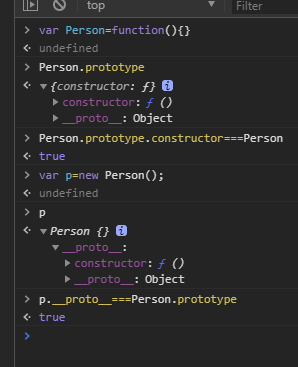 top
Filter
> var Person=function(){}
<· undefined
> Person.prototype
<· ▼{constructor: ƒ} i
▶ constructor: ƒ ()
▶ __proto__: Object
> Person.prototype.constructor===Person
<· true
> var p=new Person();
<· undefined
> p
<· ▼Person {} i
▼ __proto__:
▶ constructor: ƒ ()
▶ __proto__: Object
> p.__proto__===Person.prototype
<· true
>